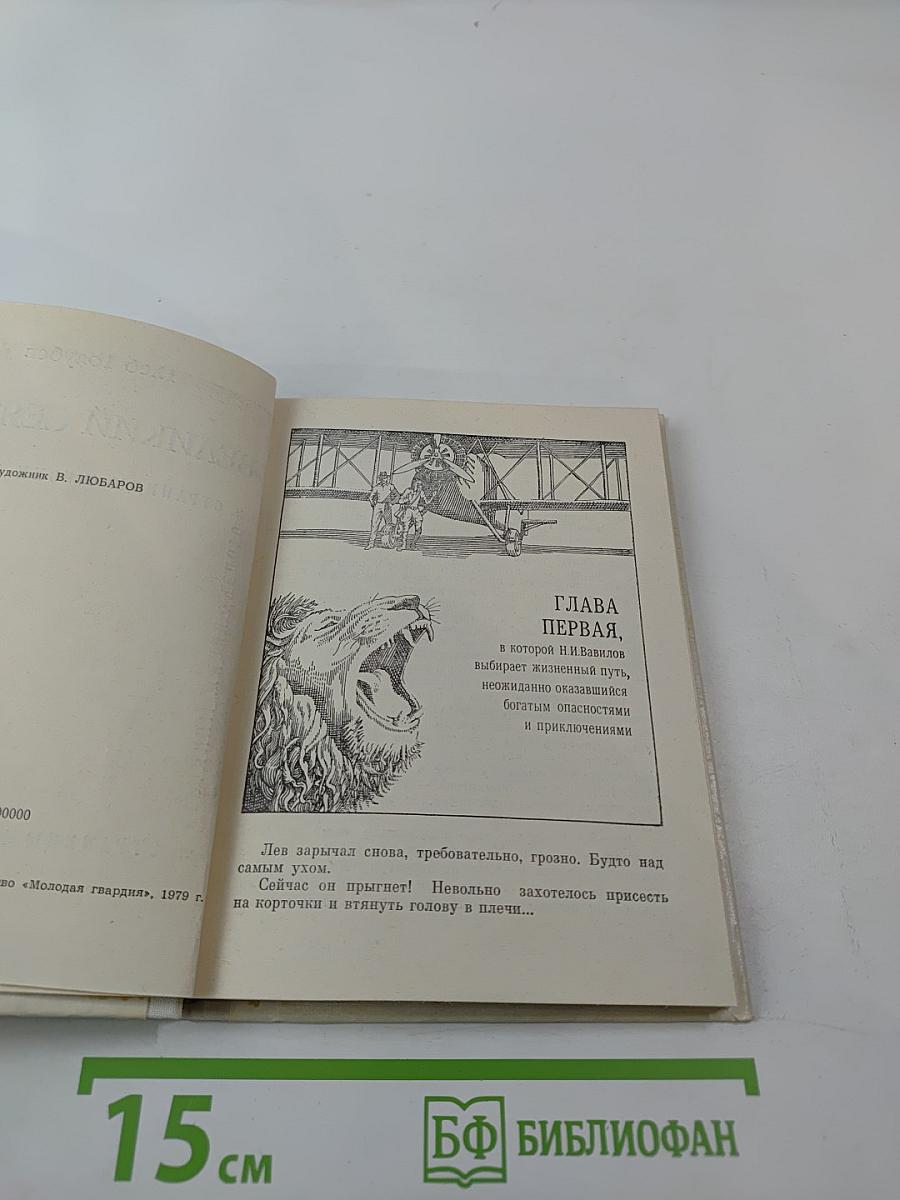 удожник В. ЛЮБАРОВ
00000
во «Молодая гвардия», 1979 г.
ГЛАВА
ПЕРВАЯ,
в которой Н.И.Вавилов
выбирает жизненный путь,
неожиданно оказавшийся
богатым опасностями
и приключениями
Лев зарычал снова, требовательно, грозно. Будто над
самым ухом.
Сейчас он прыгнет! Невольно захотелось присесть
на корточки и втянуть голову в плечи...
15 см
БФ БИБЛИОФАН